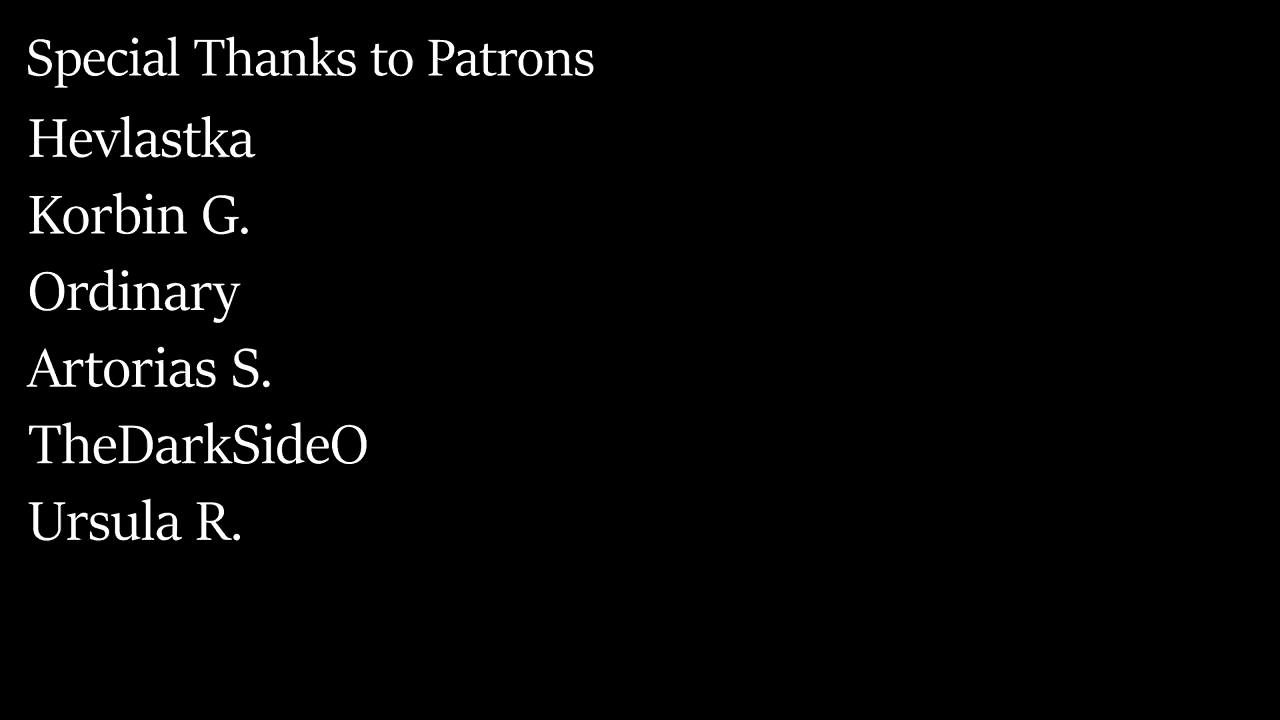 Special Thanks to Patrons
Hevlastka
Korbin G.
Ordinary
Artorias S.
TheDarkSideO
Ursula R.